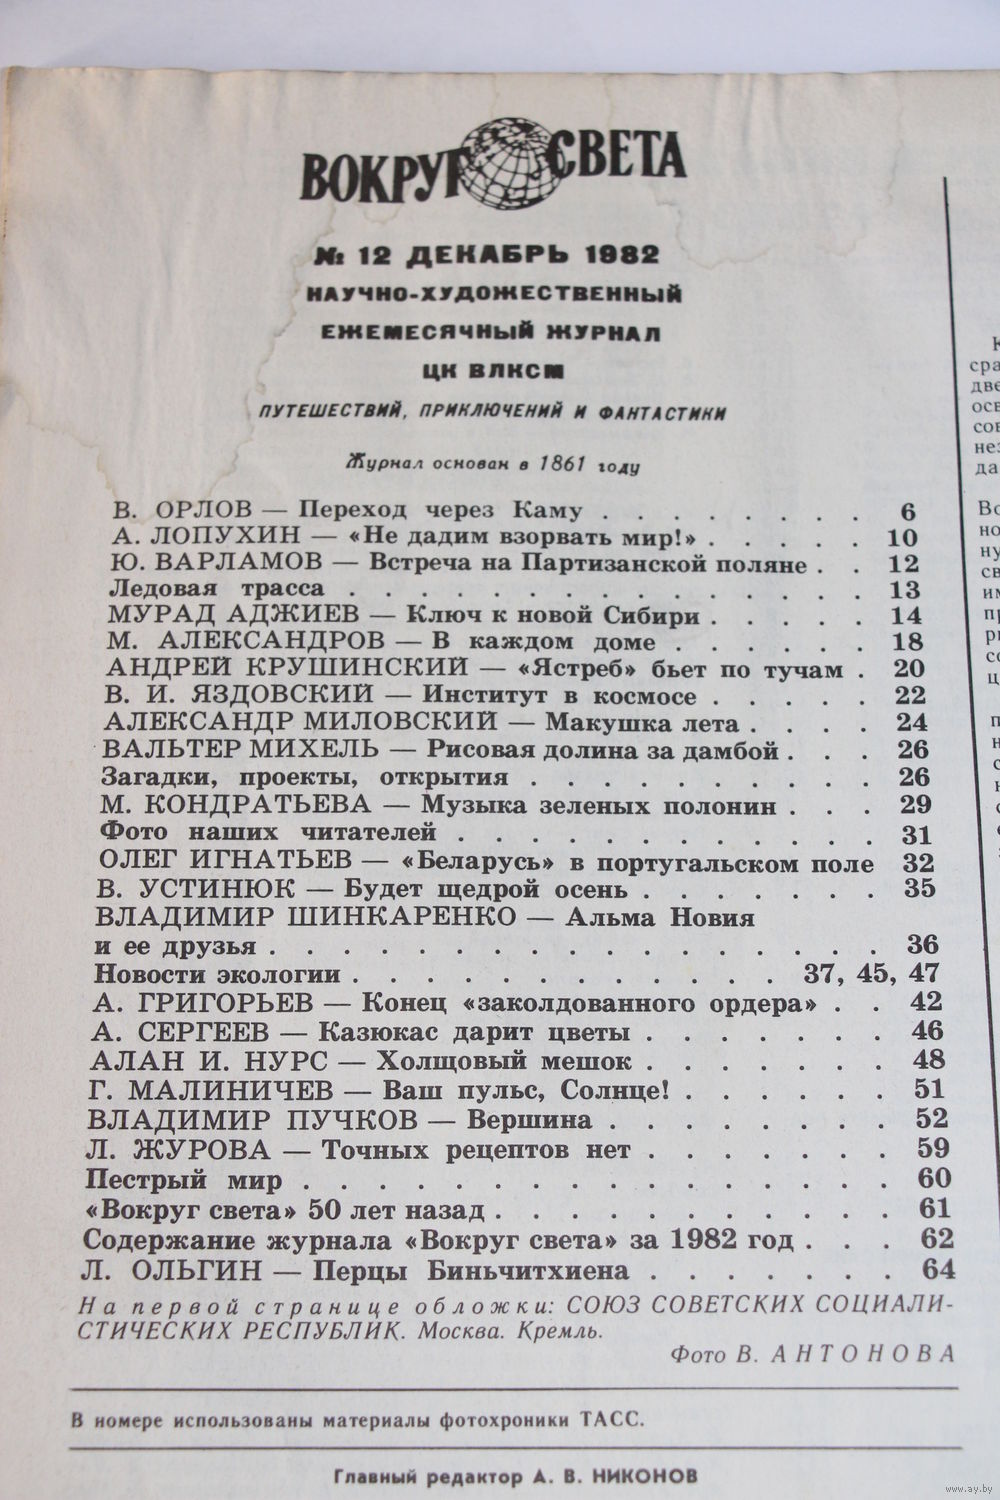 ВОКРУГ СВЕТА
№ 12 ДЕКАБРЬ 1982
НАУЧНО-ХУДОЖЕСТВЕННЫЙ
ЕЖЕМЕСЯЧНЫЙ ЖУРНАЛ
ЦК ВЛКСМ
ПУТЕШЕСТВИЙ, ПРИКЛЮЧЕНИЙ И ФАНТАСТИКИ
Журнал основан в 1861 году
В. ОРЛОВ — Переход через Каму . . . . . . . . 6
А. ЛОПУХИН — «Не дадим взорвать мир!» . . . . . 10
Ю. ВАРЛАМОВ — Встреча на Партизанской поляне . . 12
Ледовая трасса . . . . . . . . . . . . . . 13
МУРАД АДЖИЕВ — Ключ к новой Сибири . . . . . 14
М. АЛЕКСАНДРОВ — В каждом доме . . . . . . 18
АНДРЕЙ КРУШИНСКИЙ — «Ястреб» бьет по тучам . 20
В. И. ЯЗДОВСКИЙ — Институт в космосе . . . . . 22
АЛЕКСАНДР МИЛОВСКИЙ — Макушка лета . . . . 24
ВАЛЬТЕР МИХЕЛЬ — Рисовая долина за дамбой . . . 26
Загадки, проекты, открытия . . . . . . . . . 26
М. КОНДРАТЬЕВА — Музыка зеленых полонин . . . 29
Фото наших читателей . . . . . . . . . . . 31
ОЛЕГ ИГНАТЬЕВ — «Беларусь» в португальском поле 32
В. УСТИНЮК — Будет щедрой осень . . . . . . . 35
ВЛАДИМИР ШИНКАРЕНКО — Альма Новия
и ее друзья . . . . . . . . . . . . . . . . 36
Новости экологии . . . . . . . . . . . . 37, 45, 47
А. ГРИГОРЬЕВ — Конец «заколдованного ордера» . . 42
А. СЕРГЕЕВ — Казюкас дарит цветы . . . . . . . 46
АЛАН И. НУРС — Холщовый мешок . . . . . . . 48
Г. МАЛИНИЧЕВ — Ваш пульс, Солнце! . . . . . . 51
ВЛАДИМИР ПУЧКОВ — Вершина . . . . . . . . 52
Л. ЖУРОВА — Точных рецептов нет . . . . . . . 59
Пестрый мир . . . . . . . . . . . . . . . 60
«Вокруг света» 50 лет назад . . . . . . . . . . . 61
Содержание журнала «Вокруг света» за 1982 год . . . 62
Л. ОЛЬГИН — Перцы Биньчитхиена . . . . . . . 64
На первой странице обложки: СОЮЗ СОВЕТСКИХ СОЦИАЛИ-
СТИЧЕСКИХ РЕСПУБЛИК. Москва. Кремль.
Фото В. АНТОНОВА
В номере использованы материалы фотохроники ТАСС.
Главный редактор А. В. НИКОНОВ
www.ay.by